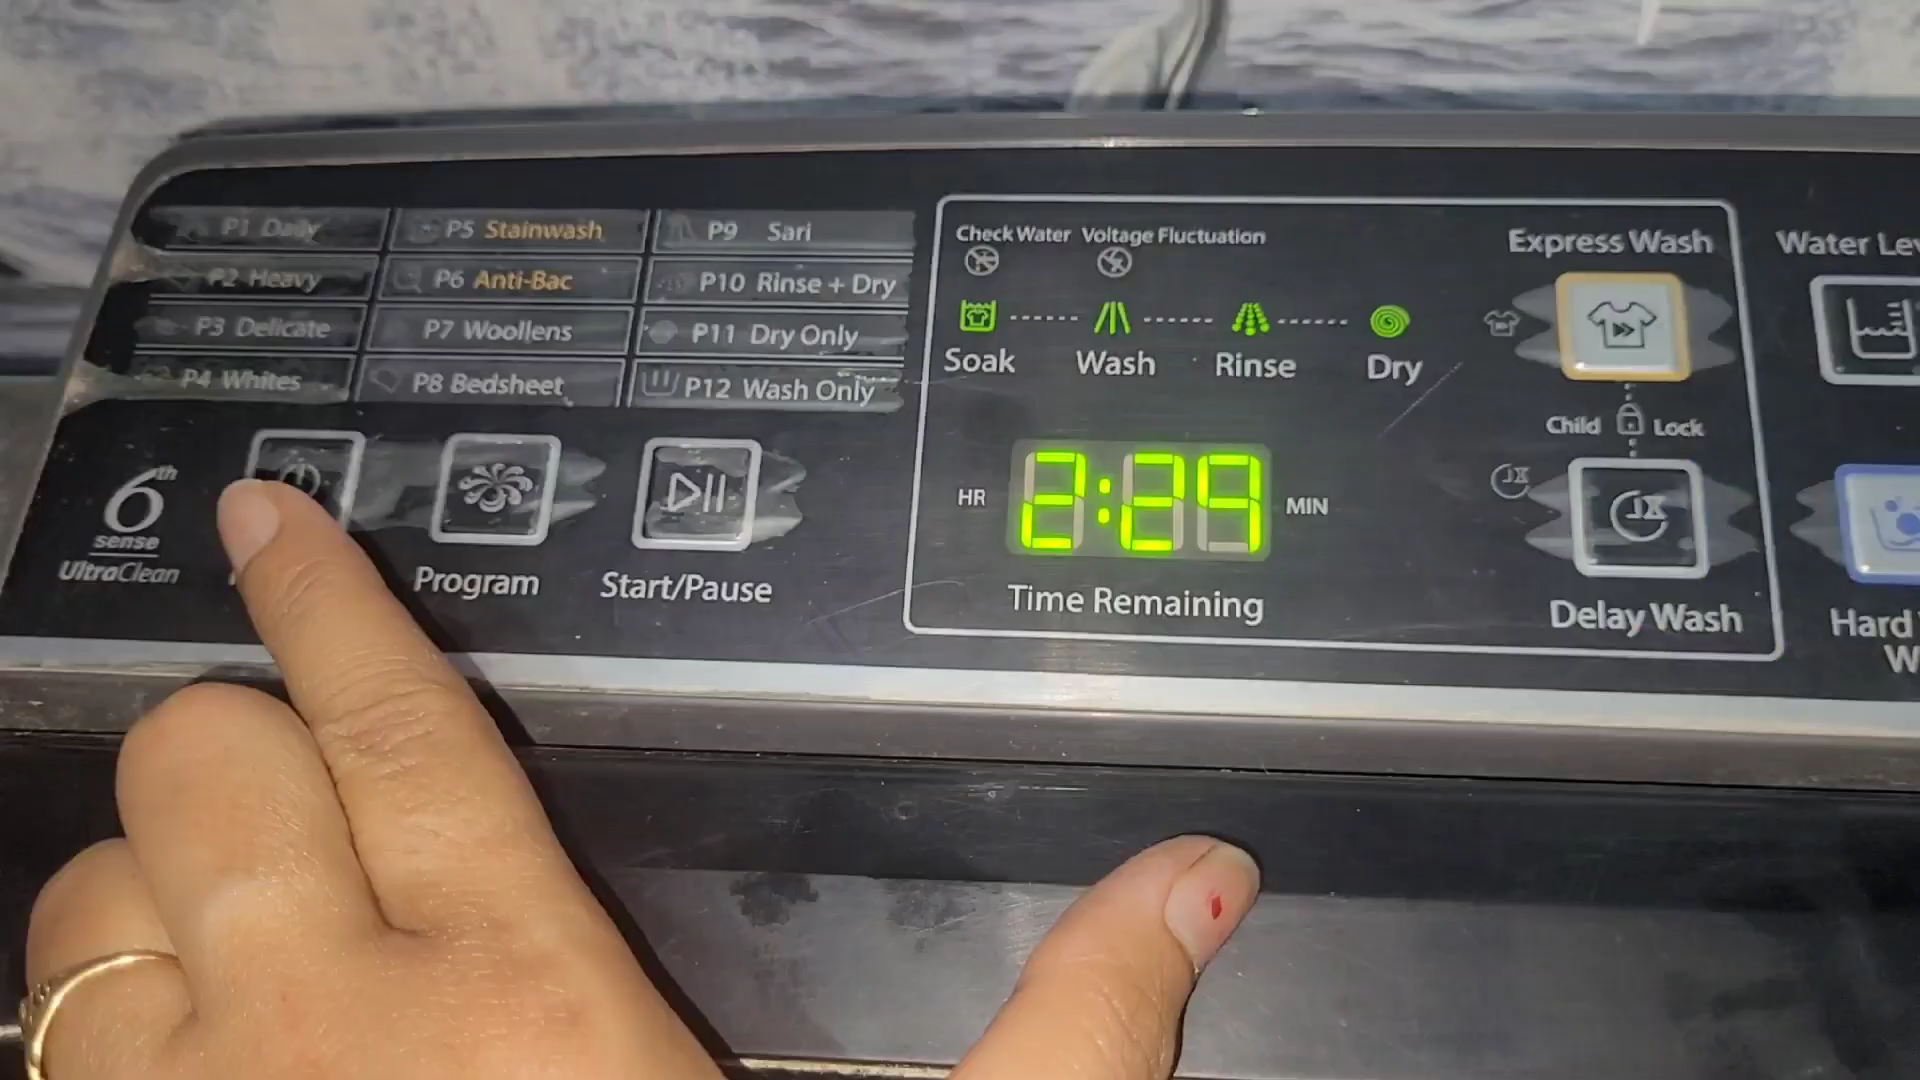 P1 Daily
P2 Heavy
P3 Delicate
P4 Whites
P5 Stainwash
P6 Anti-Bac
P7 Woollens
P8 Bedsheet
P9 Sari
P10 Rinse + Dry
P11 Dry Only
P12 Wash Only
6th
sense
UltraClean
Program
Start/Pause
Check Water
Voltage Fluctuation
Soak
Wash
Rinse
Dry
HR
2:29
MIN
Time Remaining
Express Wash
Child Lock
Delay Wash
Water
Hard